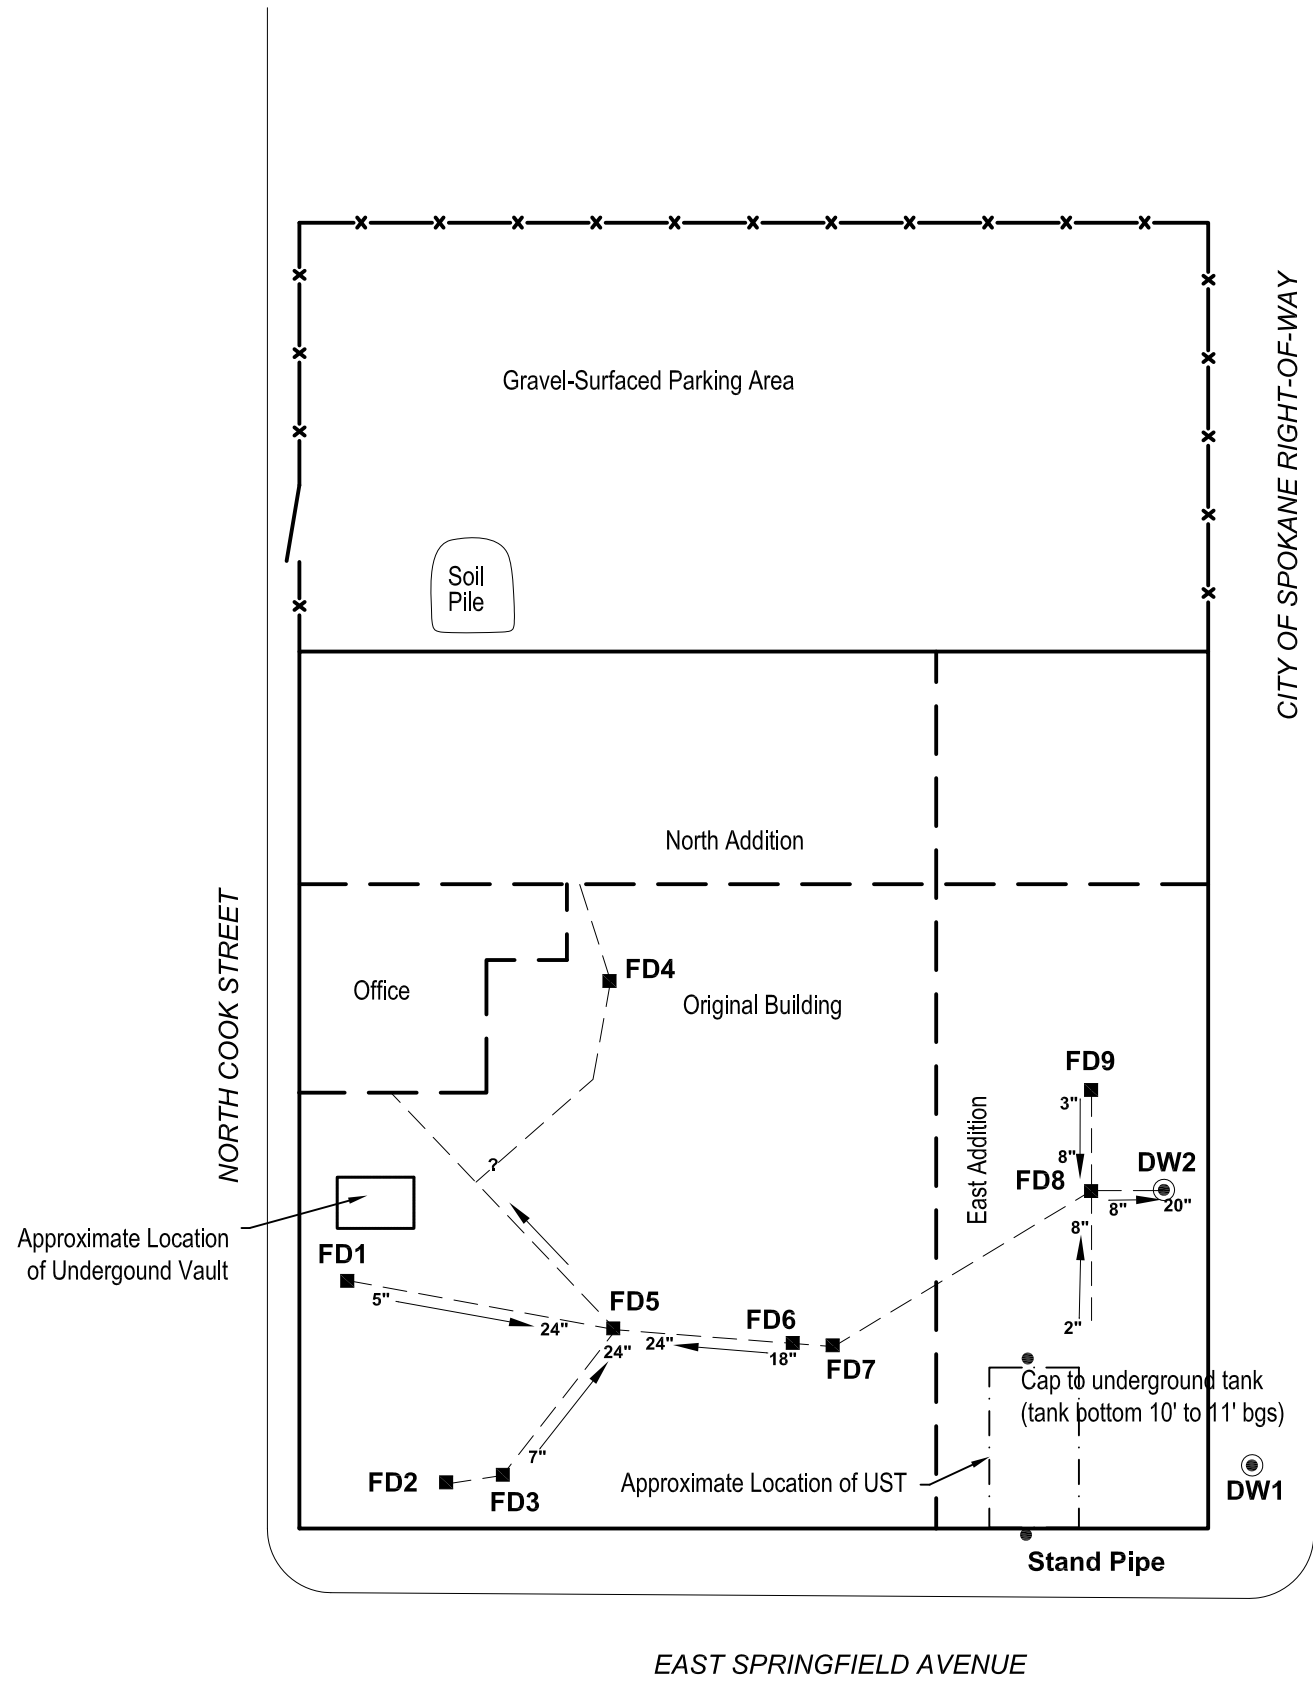 CITY OF SPOKANE RIGHT-OF-WAY
Gravel-Surfaced Parking Area
Soil
Pile
North Addition
NORTH COOK STREET
Office
FD4
Original Building
FD9
3"
East Addition
8"
FD8
DW2
8"
20"
?
8"
Approximate Location
of Undergound Vault
FD1
5"
24"
FD5
24"
24"
FD6
18"
FD7
2"
Cap to underground tank
(tank bottom 10' to 11' bgs)
7"
FD2
FD3
Approximate Location of UST
DW1
Stand Pipe
EAST SPRINGFIELD AVENUE